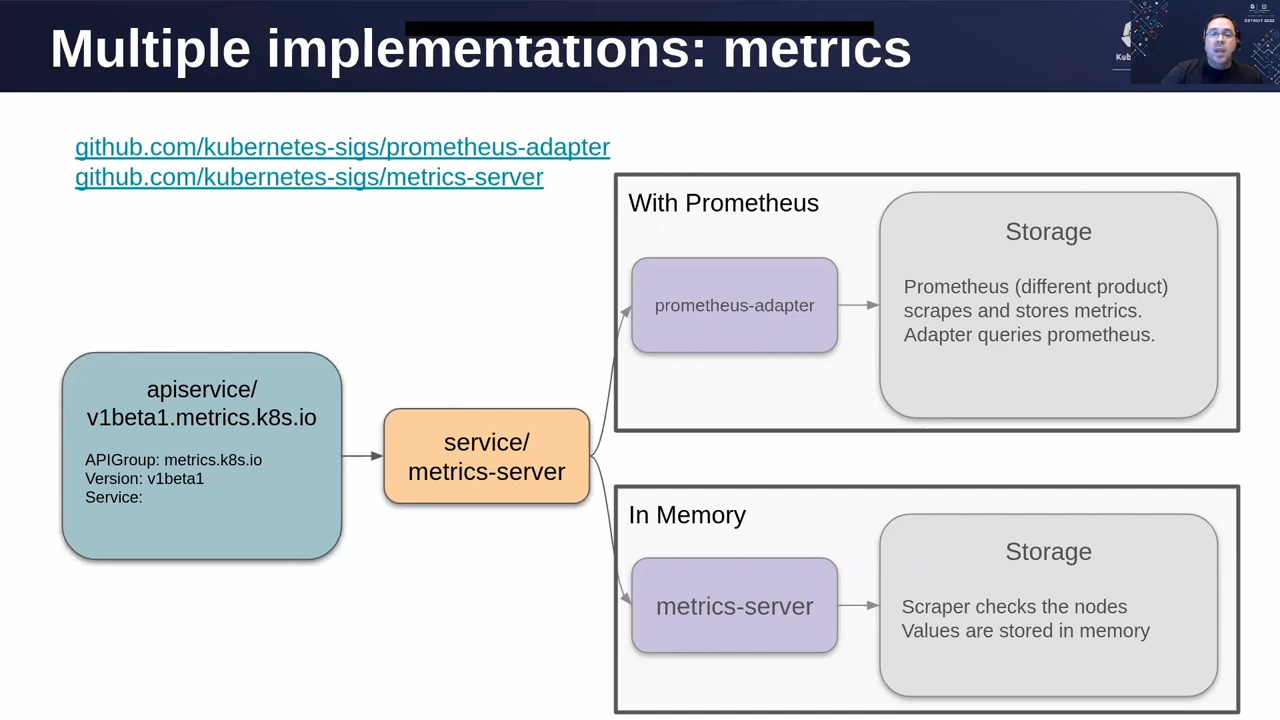 Multiple implementations: metrics
github.com/kubernetes-sigs/prometheus-adapter
github.com/kubernetes-sigs/metrics-server
With Prometheus
Storage
prometheus-adapter
Prometheus (different product)
scrapes and stores metrics.
Adapter queries prometheus.
apiservice/
v1beta1.metrics.k8s.io
APIGroup: metrics.k8s.io
Version: v1beta1
Service:
service/
metrics-server
In Memory
Storage
metrics-server
Scraper checks the nodes
Values are stored in memory
DETROIT 2022